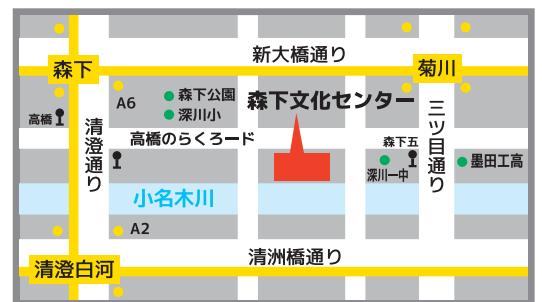 新大橋通り
森下
菊川
A6
森下公園
深川小
森下文化センター
高橋
清澄通り
高橋のらくろード
三ツ目通り
森下五
深川一中
墨田工高
小名木川
A2
清洲橋通り
清澄白河